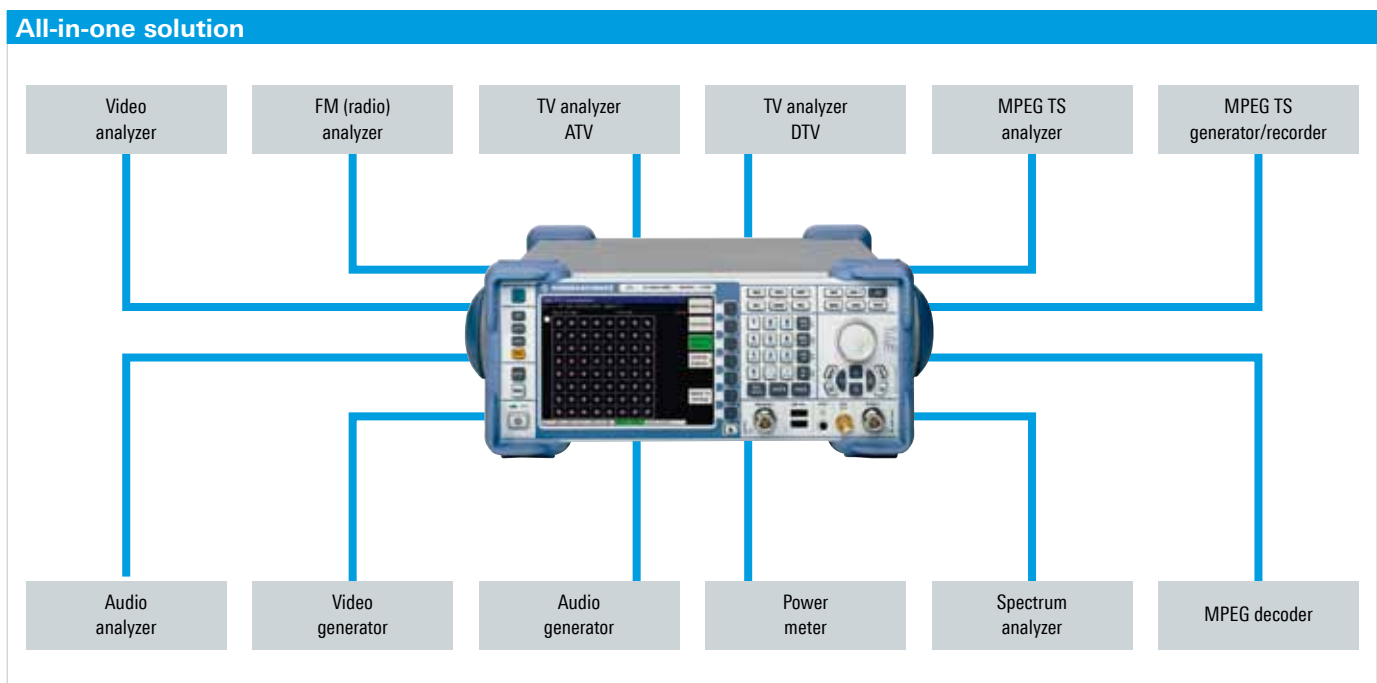 All-in-one solution
Video
analyzer
FM (radio)
analyzer
TV analyzer
ATV
TV analyzer
DTV
MPEG TS
analyzer
MPEG TS
generator/recorder
Audio
analyzer
Video
generator
Audio
generator
Power
meter
Spectrum
analyzer
MPEG decoder